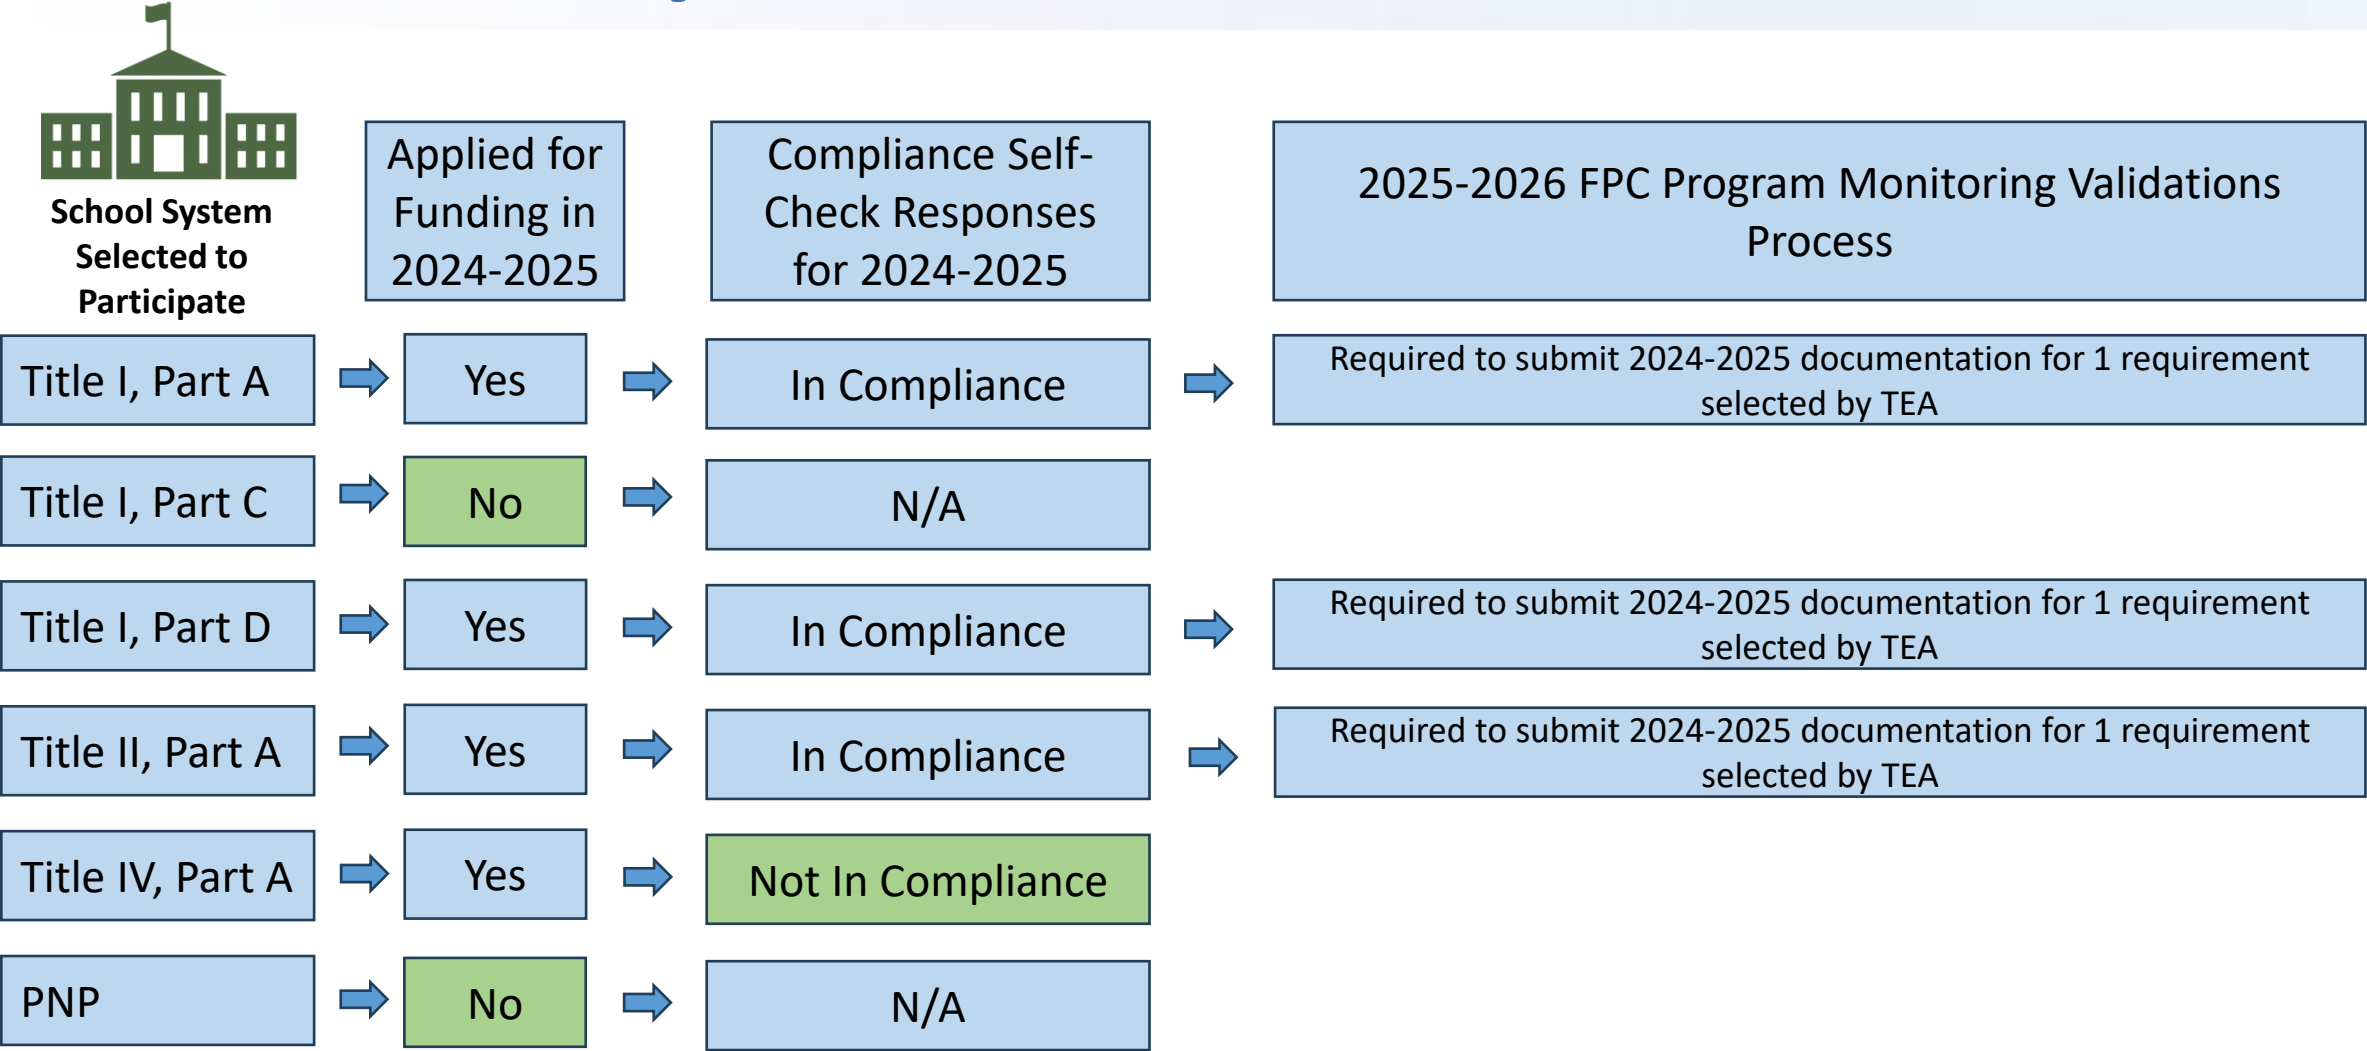 School System
Selected to
Participate
Applied for
Funding in
2024-2025
Compliance Self-
Check Responses
for 2024-2025
2025-2026 FPC Program Monitoring Validations
Process
Title I, Part A
Yes
In Compliance
Required to submit 2024-2025 documentation for 1 requirement
selected by TEA
Title I, Part C
No
N/A
Title I, Part D
Yes
In Compliance
Required to submit 2024-2025 documentation for 1 requirement
selected by TEA
Title II, Part A
Yes
In Compliance
Required to submit 2024-2025 documentation for 1 requirement
selected by TEA
Title IV, Part A
Yes
Not In Compliance
PNP
No
N/A